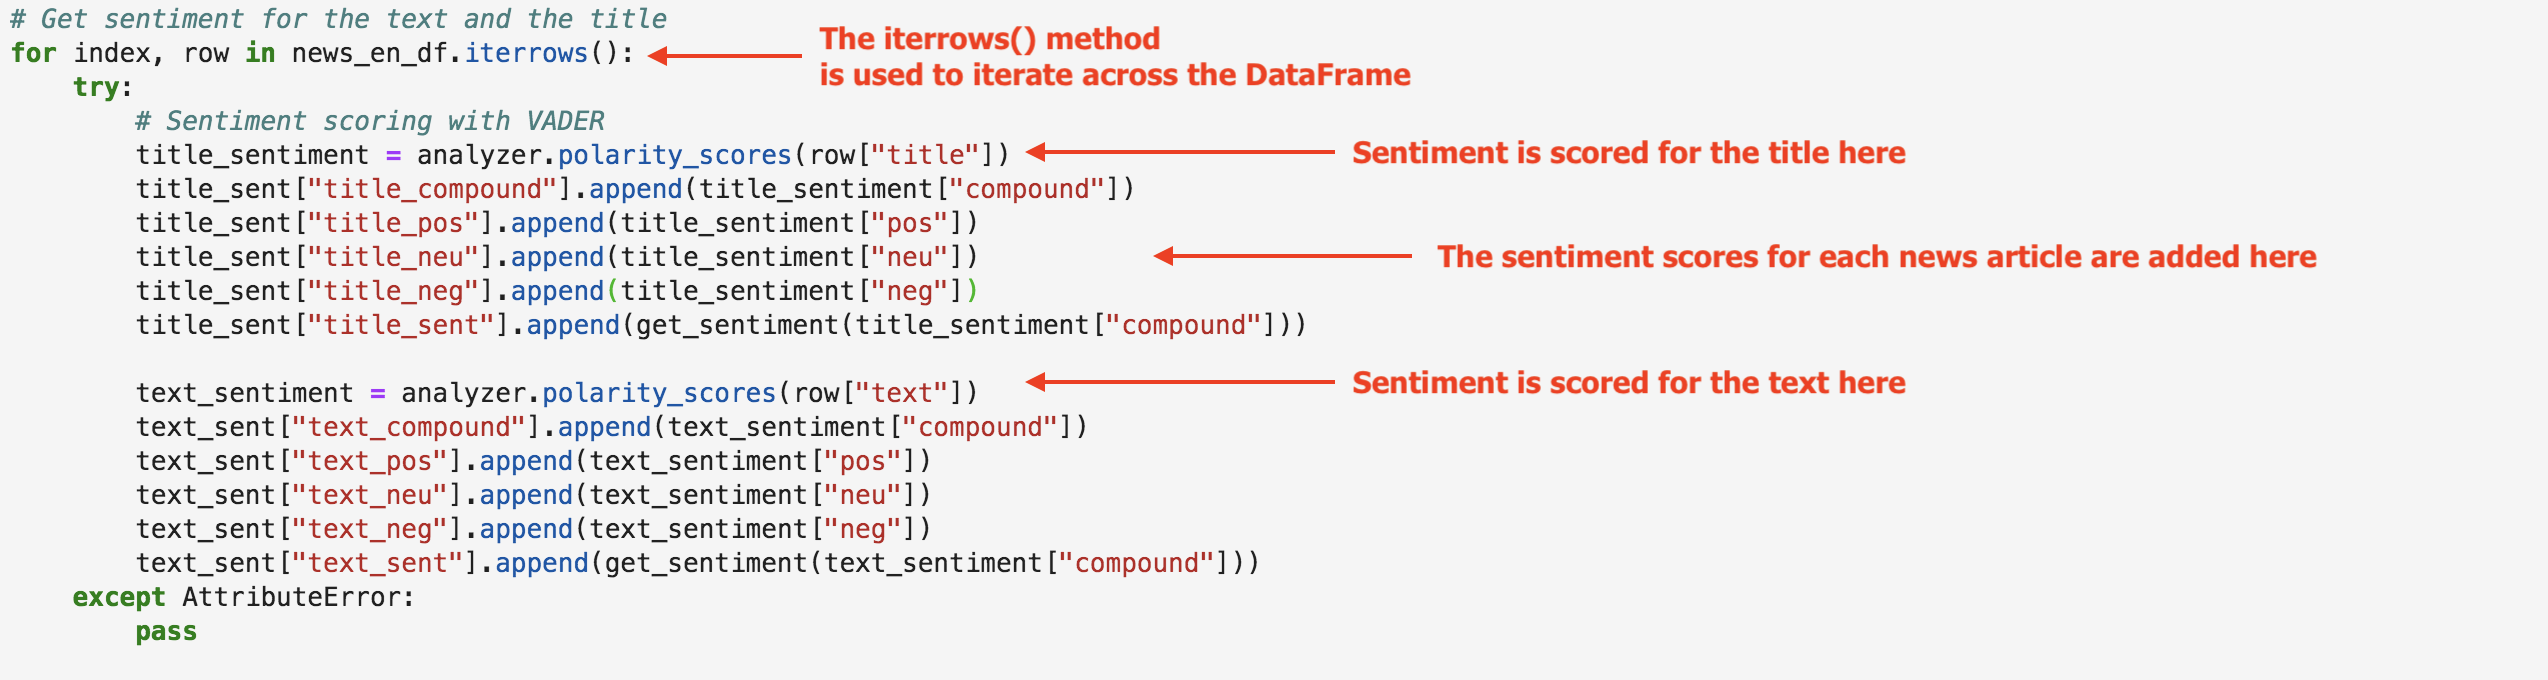 # Get sentiment for the text and the title
for index, row in news_en_df.iterrows():
The iterrows() method
is used to iterate across the DataFrame
    try:
        # Sentiment scoring with VADER
        title_sentiment = analyzer.polarity_scores(row["title"])
Sentiment is scored for the title here
        title_sent["title_compound"].append(title_sentiment["compound"])
        title_sent["title_pos"].append(title_sentiment["pos"])
        title_sent["title_neu"].append(title_sentiment["neu"])
The sentiment scores for each news article are added here
        title_sent["title_neg"].append(title_sentiment["neg"])
        title_sent["title_sent"].append(get_sentiment(title_sentiment["compound"]))
        text_sentiment = analyzer.polarity_scores(row["text"])
Sentiment is scored for the text here
        text_sent["text_compound"].append(text_sentiment["compound"])
        text_sent["text_pos"].append(text_sentiment["pos"])
        text_sent["text_neu"].append(text_sentiment["neu"])
        text_sent["text_neg"].append(text_sentiment["neg"])
        text_sent["text_sent"].append(get_sentiment(text_sentiment["compound"]))
    except AttributeError:
        pass